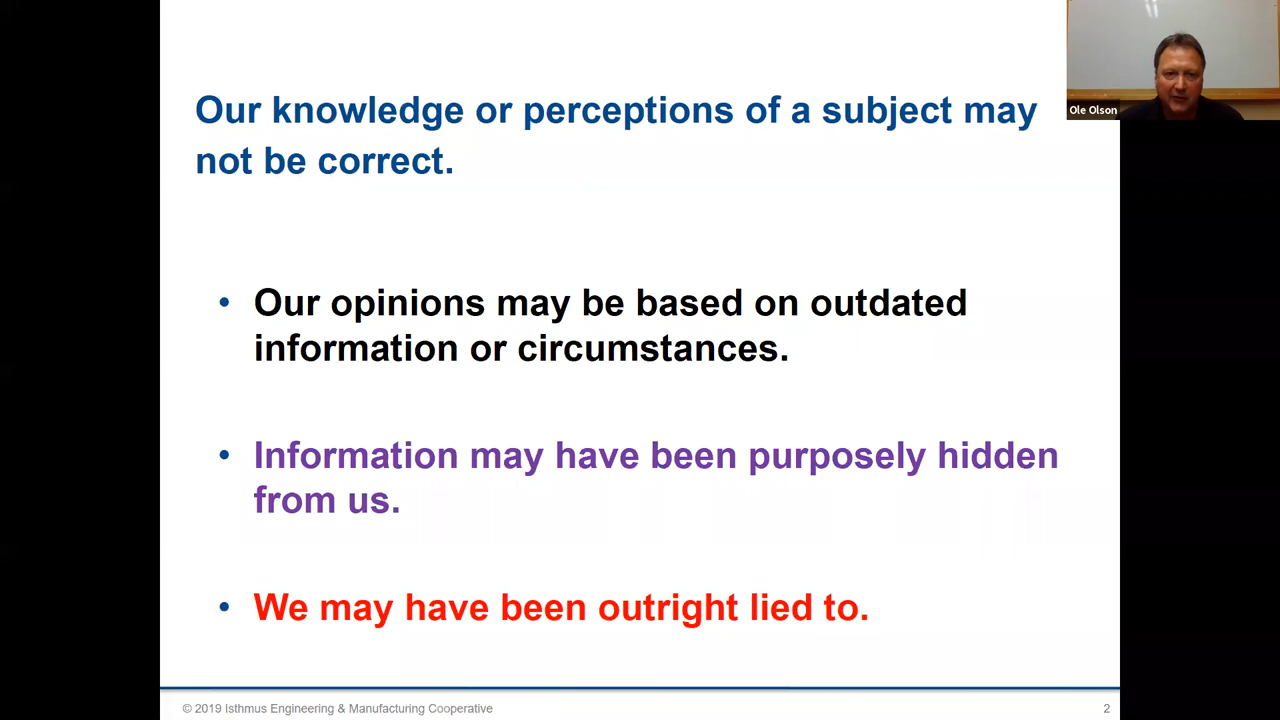 Our knowledge or perceptions of a subject may
not be correct.
Ole Olson
• Our opinions may be based on outdated
information or circumstances.
• Information may have been purposely hidden
from us.
• We may have been outright lied to.
© 2019 Isthmus Engineering & Manufacturing Cooperative
2